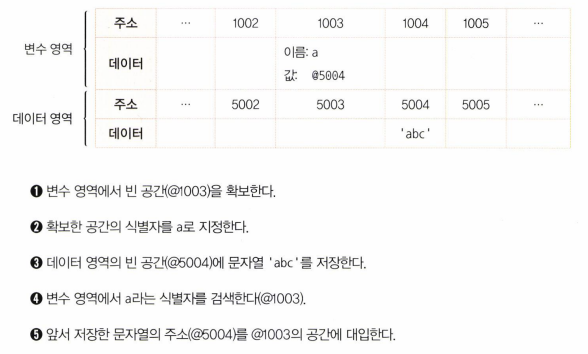 주소 … 1002 1003 1004 1005 …
변수 영역
데이터
이름: a
값: @5004
주소 … 5002 5003 5004 5005 …
데이터 영역
데이터 'abc'
❶ 변수 영역에서 빈 공간(@1003)을 확보한다.
❷ 확보한 공간의 식별자를 a로 지정한다.
❸ 데이터 영역의 빈 공간(@5004)에 문자열 'abc'를 저장한다.
❹ 변수 영역에서 a라는 식별자를 검색한다(@1003).
❺ 앞서 저장한 문자열의 주소(@5004)를 @1003의 공간에 대입한다.